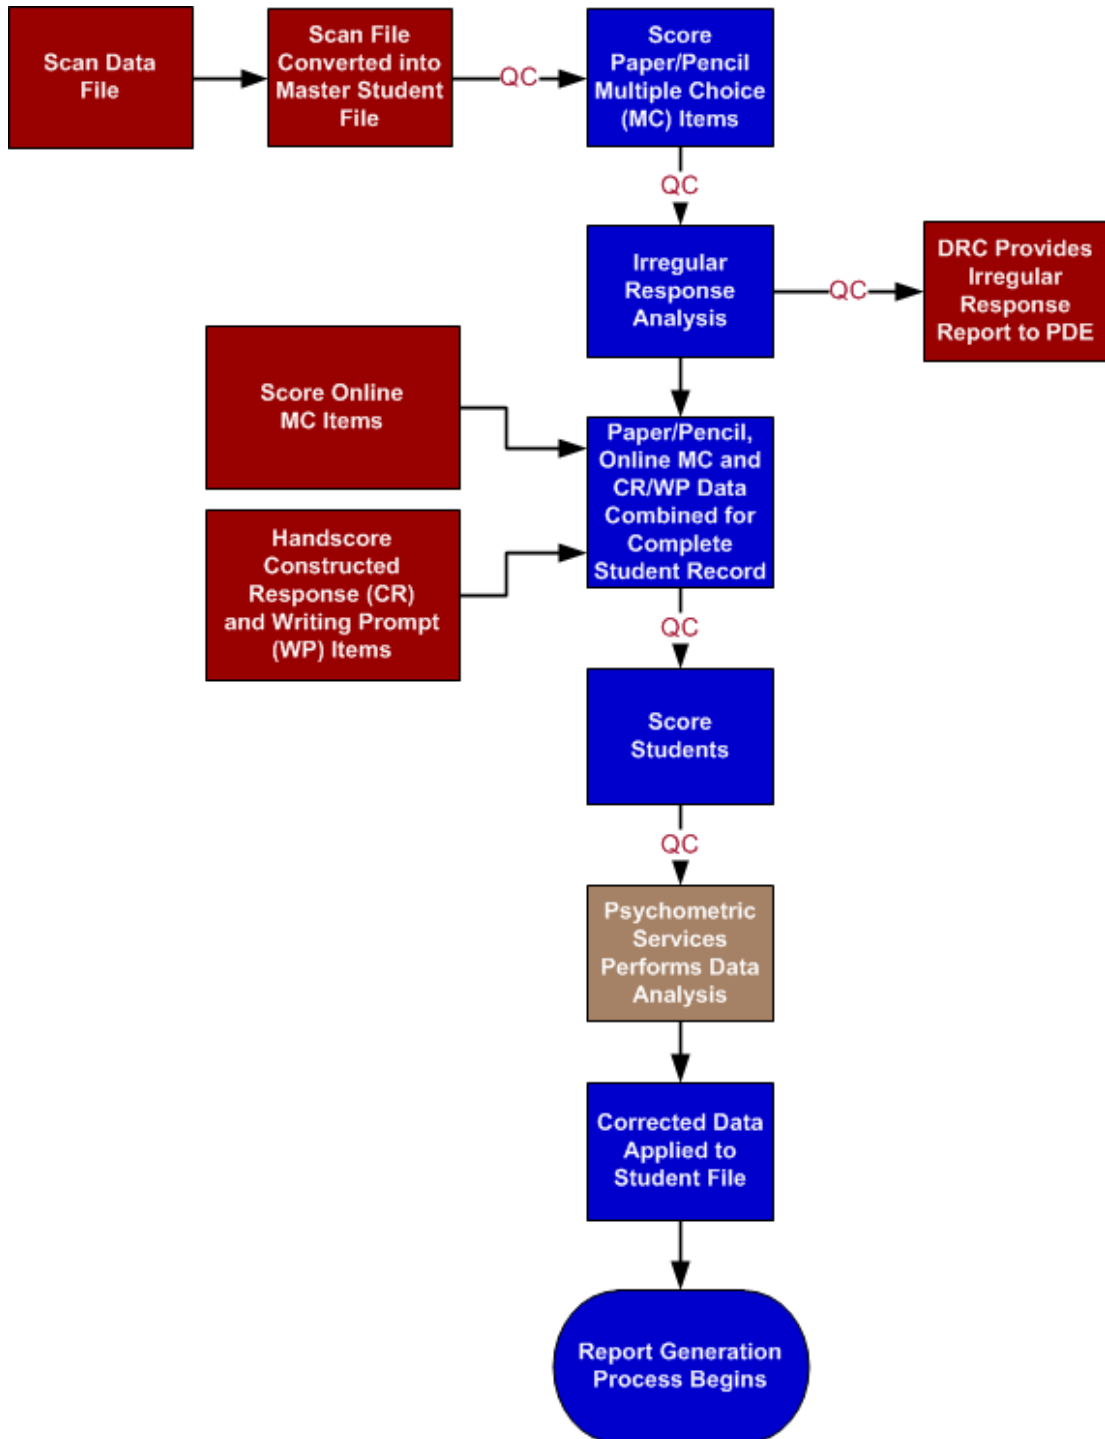 Scan Data
File
Scan File
Converted into
Master Student
File
QC
Score
Paper/Pencil
Multiple Choice
(MC) Items
QC
Irregular
Response
Analysis
QC
DRC Provides
Irregular
Response
Report to PDE
Score Online
MC Items
Handscore
Constructed
Response (CR)
and Writing Prompt
(WP) Items
Paper/Pencil,
Online MC and
CR/WP Data
Combined for
Complete
Student Record
QC
Score
Students
QC
Psychometric
Services
Performs Data
Analysis
Corrected Data
Applied to
Student File
Report Generation
Process Begins